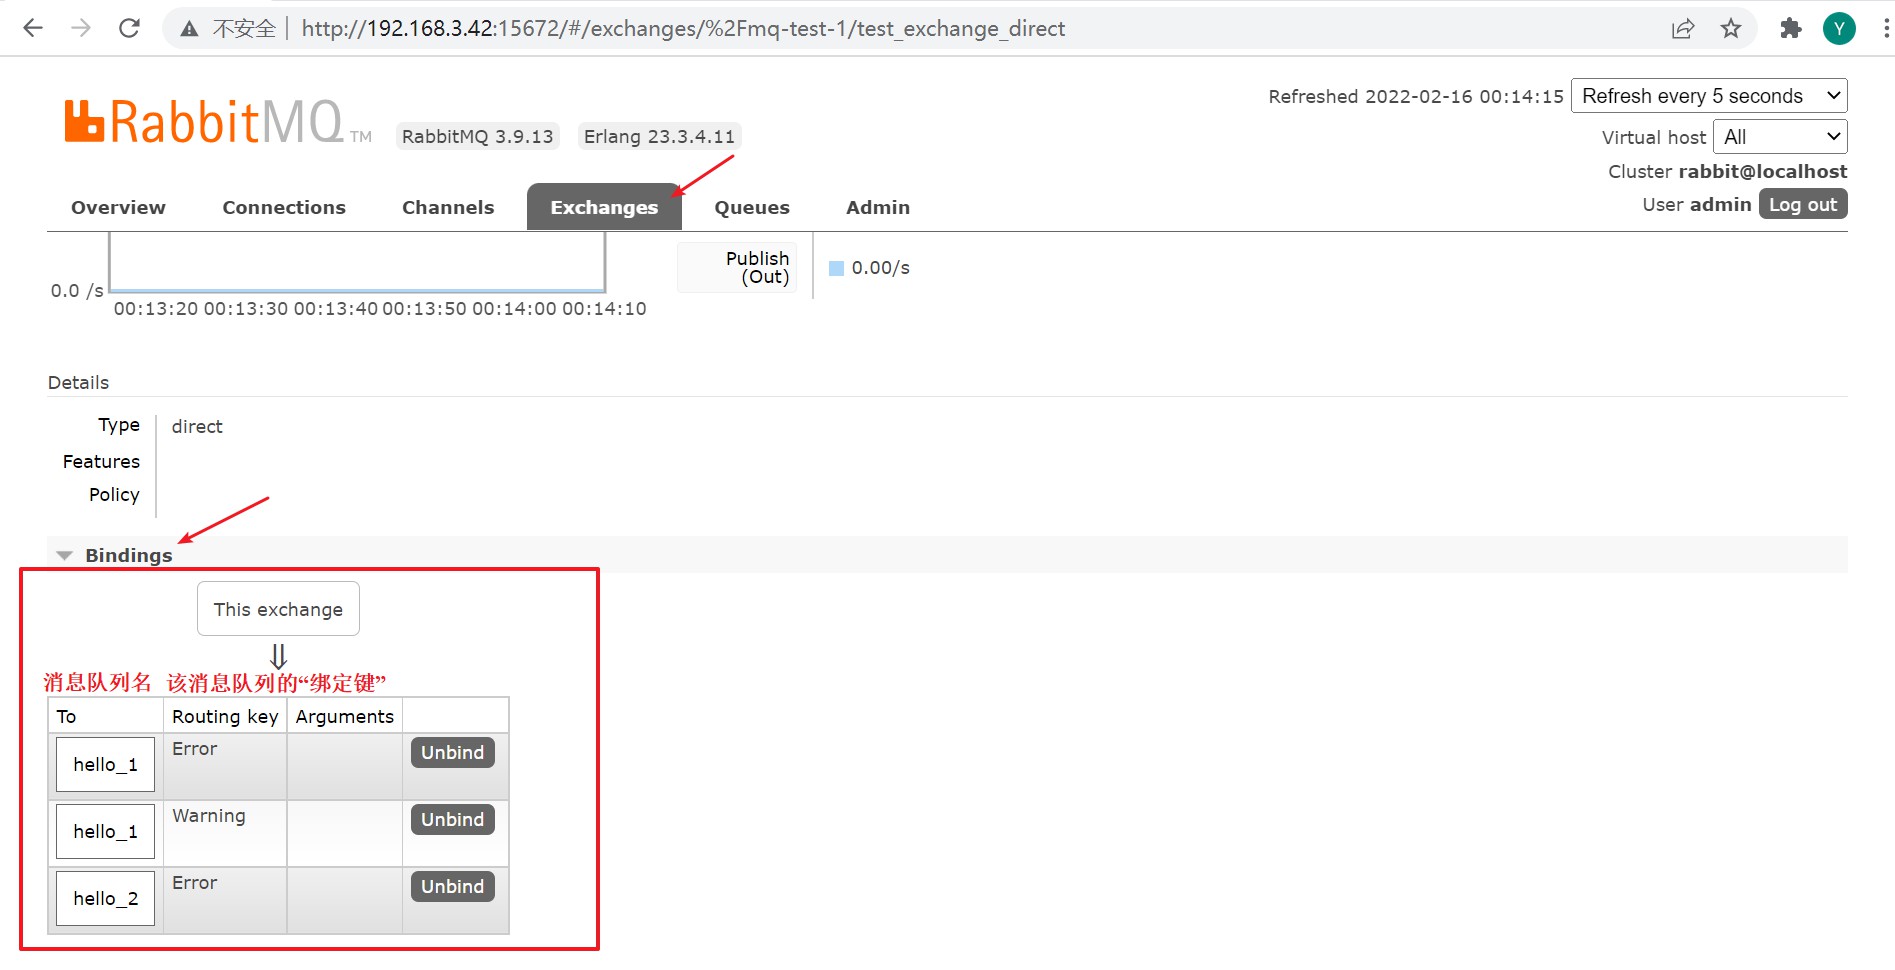 不安全 http://192.168.3.42:15672/#/exchanges/%2Fmq-test-1/test_exchange_direct
Y
RabbitMQ TM RabbitMQ 3.9.13 Erlang 23.3.4.11
Refreshed 2022-02-16 00:14:15 Refresh every 5 seconds
Virtual host All
Cluster rabbit@localhost
User admin Log out
Overview Connections Channels Exchanges Queues Admin
0.0 /s
00:13:20 00:13:30 00:13:40 00:13:50 00:14:00 00:14:10
Publish
(Out)
0.00/s
Details
Type direct
Features
Policy
Bindings
This exchange
⇓
消息队列名 该消息队列的“绑定键”
To Routing key Arguments
hello_1 Error Unbind
hello_1 Warning Unbind
hello_2 Error Unbind